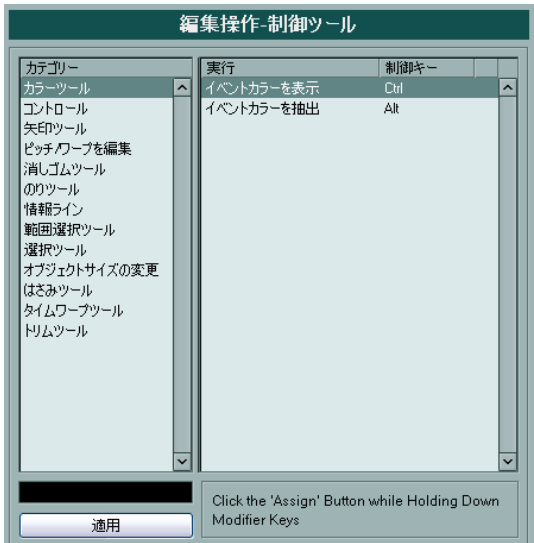 編集操作-制御ツール
カテゴリー
カラーツール
コントロール
矢印ツール
ピッチ/ワープを編集
消しゴムツール
のりツール
情報ライン
範囲選択ツール
選択ツール
オブジェクトサイズの変更
はさみツール
タイムワープツール
トリムツール
実行 制御キー
イベントカラーを表示 Ctrl
イベントカラーを抽出 Alt
適用
Click the 'Assign' Button while Holding Down
Modifier Keys